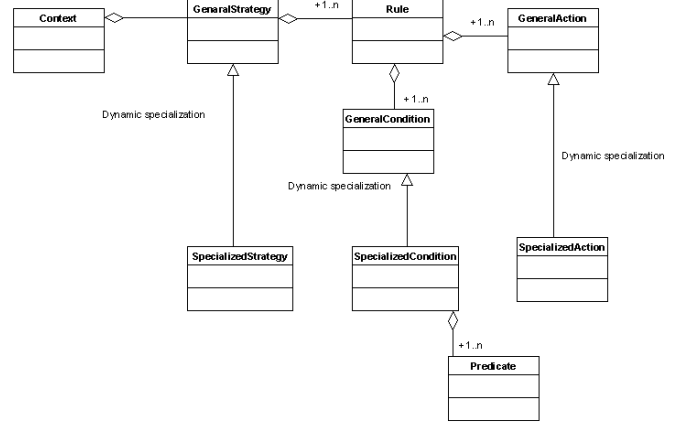 Context
GenaralStrategy
+1..n
Rule
+1..n
GeneralAction
+1..n
Dynamic specialization
GeneralCondition
Dynamic specialization
Dynamic specialization
SpecializedStrategy
SpecializedCondition
SpecializedAction
+1..n
Predicate